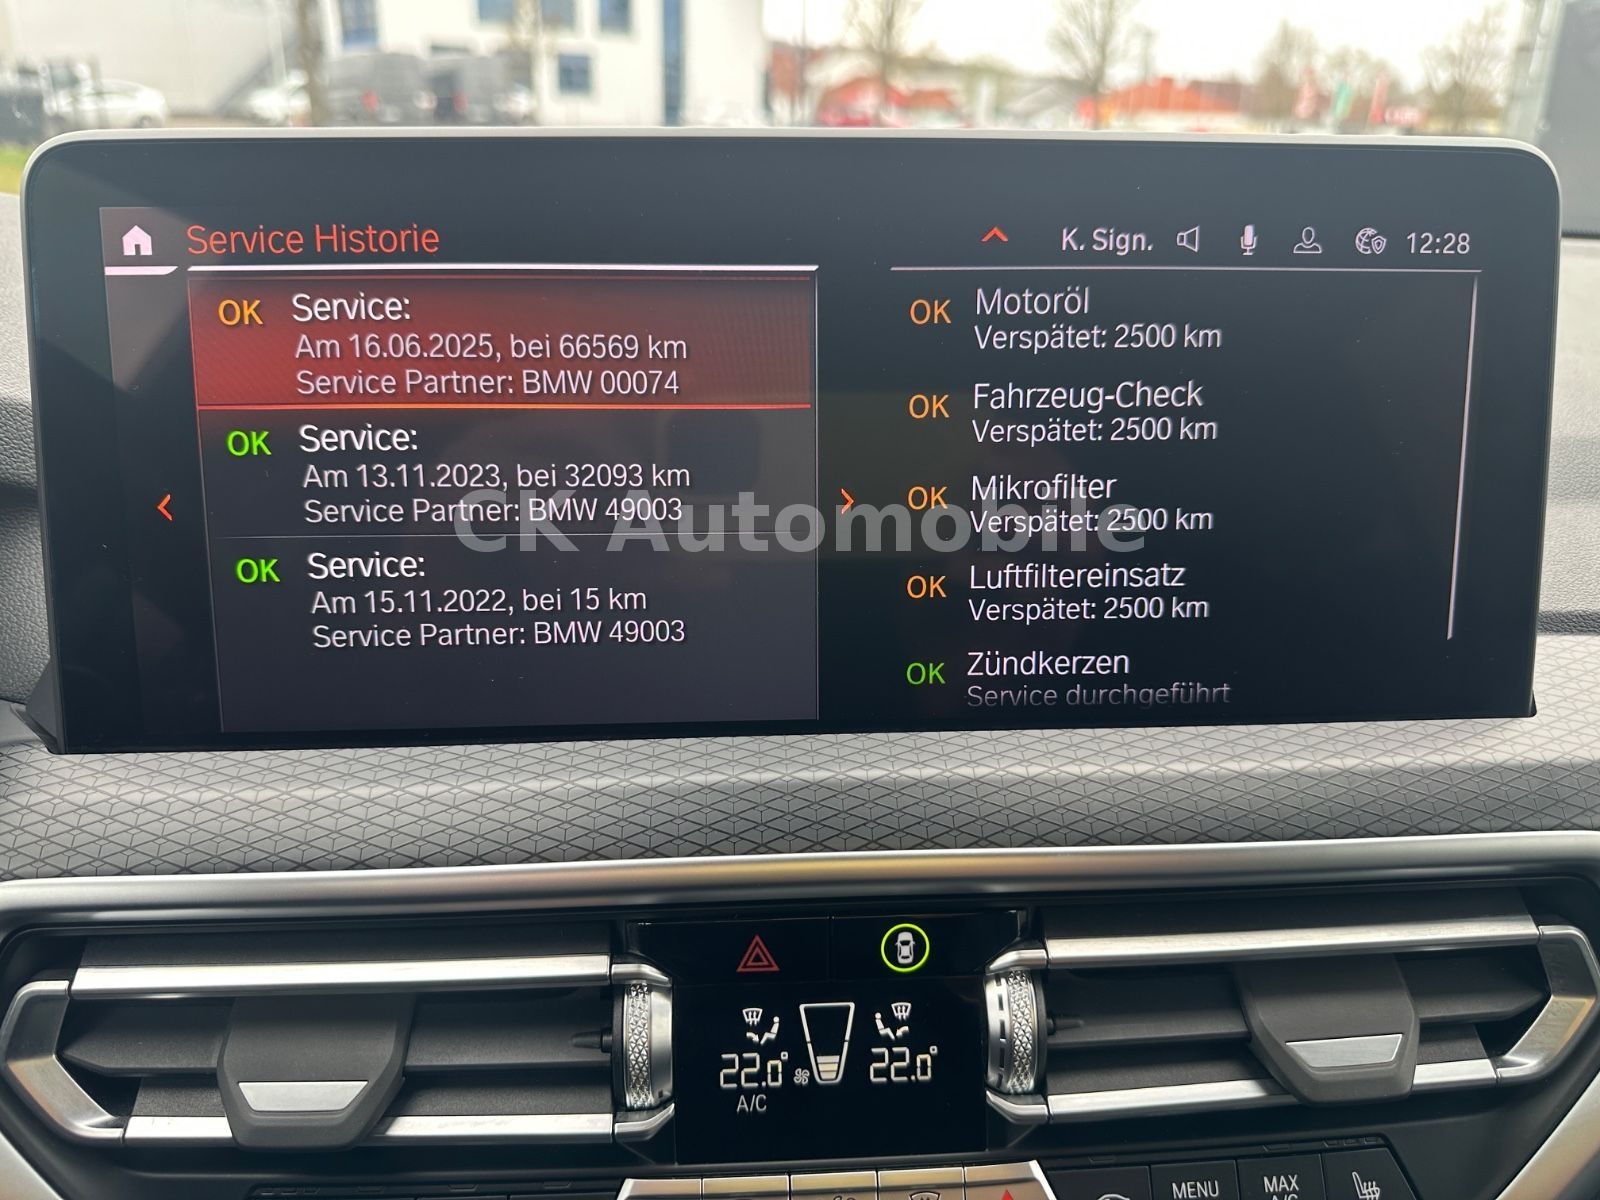 Service Historie
K. Sign.
12:28
OK Service:
Am 16.06.2025, bei 66569 km
Service Partner: BMW 00074
OK Service:
Am 13.11.2023, bei 32093 km
Service Partner: BMW 49003
OK Service:
Am 15.11.2022, bei 15 km
Service Partner: BMW 49003
OK Motoröl
Verspätet: 2500 km
OK Fahrzeug-Check
Verspätet: 2500 km
OK Mikrofilter
Verspätet: 2500 km
OK Luftfiltereinsatz
Verspätet: 2500 km
OK Zündkerzen
Service durchgeführt
CK Automobile
22.0° 22.0°
A/C
MENU
MAX
A/C